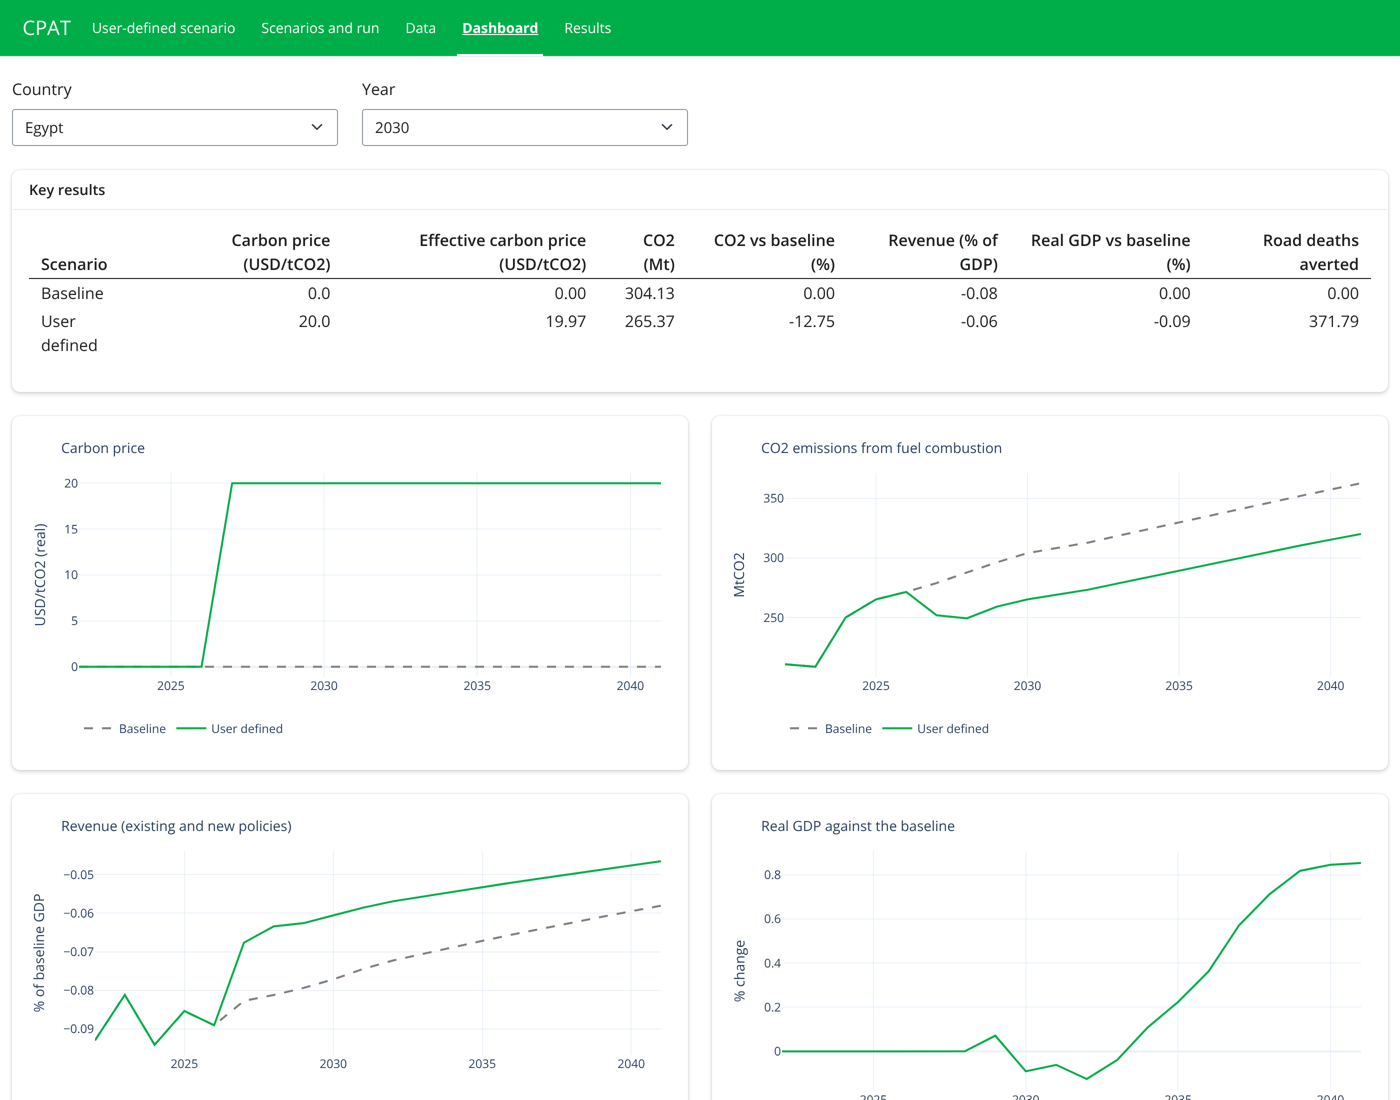 CPAT User-defined scenario Scenarios and run Data Dashboard Results
Country Year
Egypt 2030
Key results
Carbon price Effective carbon price CO2 CO2 vs baseline Revenue (% of Real GDP vs baseline Road deaths
Scenario (USD/tCO2) (USD/tCO2) (Mt) (%) GDP) (%) averted
Baseline 0.0 0.00 304.13 0.00 -0.08 0.00 0.00
User 20.0 19.97 265.37 -12.75 -0.06 -0.09 371.79
defined
Carbon price
20
15
10
5
0
USD/tCO2 (real)
2025 2030 2035 2040
Baseline User defined
CO2 emissions from fuel combustion
350
300
250
MtCO2
2025 2030 2035 2040
Baseline User defined
Revenue (existing and new policies)
−0.05
−0.06
−0.07
−0.08
−0.09
% of baseline GDP
2025 2030 2035 2040
Real GDP against the baseline
0.8
0.6
0.4
0.2
0
% change
2025 2030 2035 2040